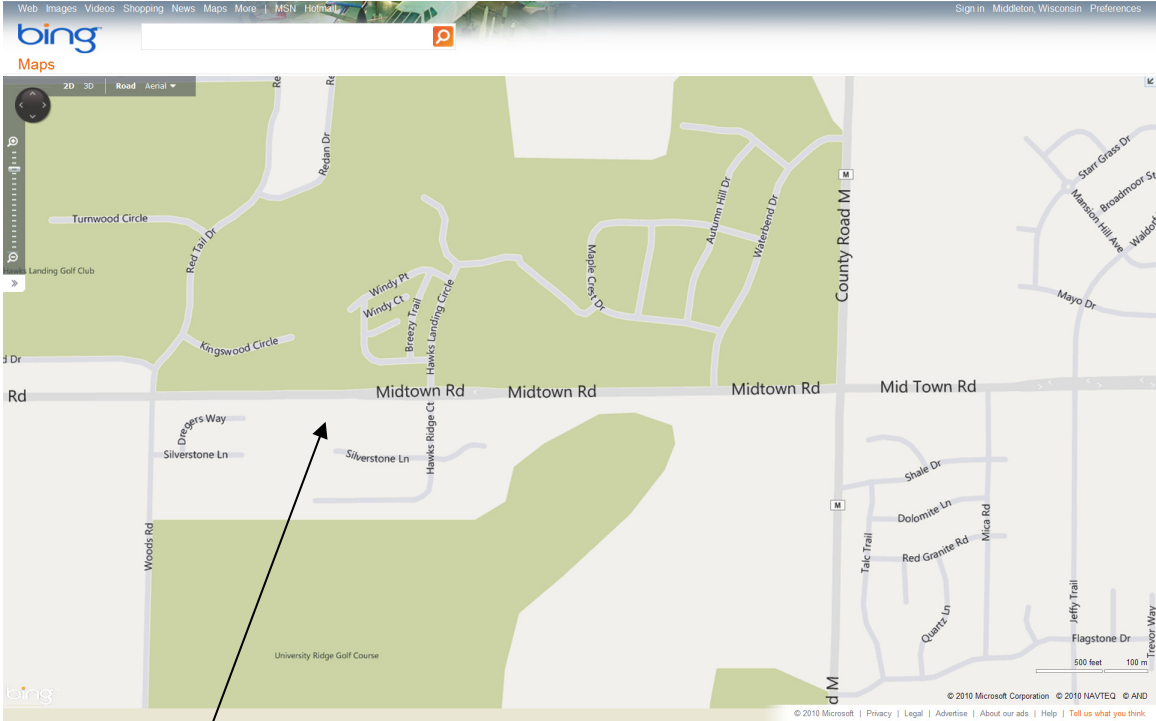 Web Images Videos Shopping News Maps More | MSN Hotmail
Sign in Middleton, Wisconsin Preferences
bing
Maps
2D 3D Road Aerial
Redan Dr
Turnwood Circle
Red Tail Dr
Hawks Landing Golf Club
Kingswood Circle
Windy Pt
Windy Ct
Breezy Trail
Hawks Landing Circle
Maple Crest Dr
Autumn Hill Dr
Waterbend Dr
M
County Road M
Starr Grass Dr
Broadmoor St
Mansion Hill Ave
Waldorf
Mayo Dr
d Dr
Rd
Midtown Rd
Midtown Rd
Midtown Rd
Mid Town Rd
Dregers Way
Silverstone Ln
Silverstone Ln
Hawks Ridge Ct
Woods Rd
M
Shale Dr
Dolomite Ln
Mica Rd
Red Granite Rd
Talc Trail
Quartz Ln
Jeffy Trail
Flagstone Dr
Trevor Way
University Ridge Golf Course
500 feet 100 m
d M
bing
© 2010 Microsoft Corporation © 2010 NAVTEQ © AND
© 2010 Microsoft | Privacy | Legal | Advertise | About our ads | Help | Tell us what you think